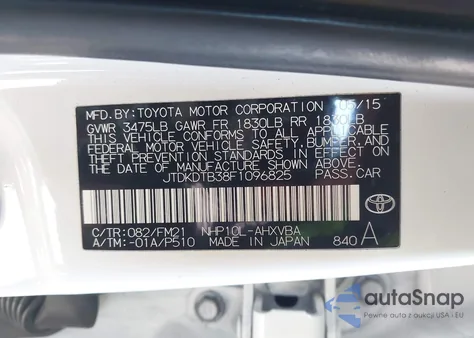 MFD. BY: TOYOTA MOTOR CORPORATION 05/15
GVWR 3475LB GAWR FR 1830LB RR 1830LB
THIS VEHICLE CONFORMS TO ALL APPLICABLE
FEDERAL MOTOR VEHICLE SAFETY, BUMPER, AND
THEFT PREVENTION STANDARDS IN EFFECT ON
THE DATE OF MANUFACTURE SHOWN ABOVE.
JTDKDTB38F1096825 PASS. CAR
C/TR: 082/FM21 NHP10L-AHXVBA
A/TM: -01A/P510 MADE IN JAPAN 840 A
TOYOTA
autoSnap
Pewne auto z aukcji USA i EU